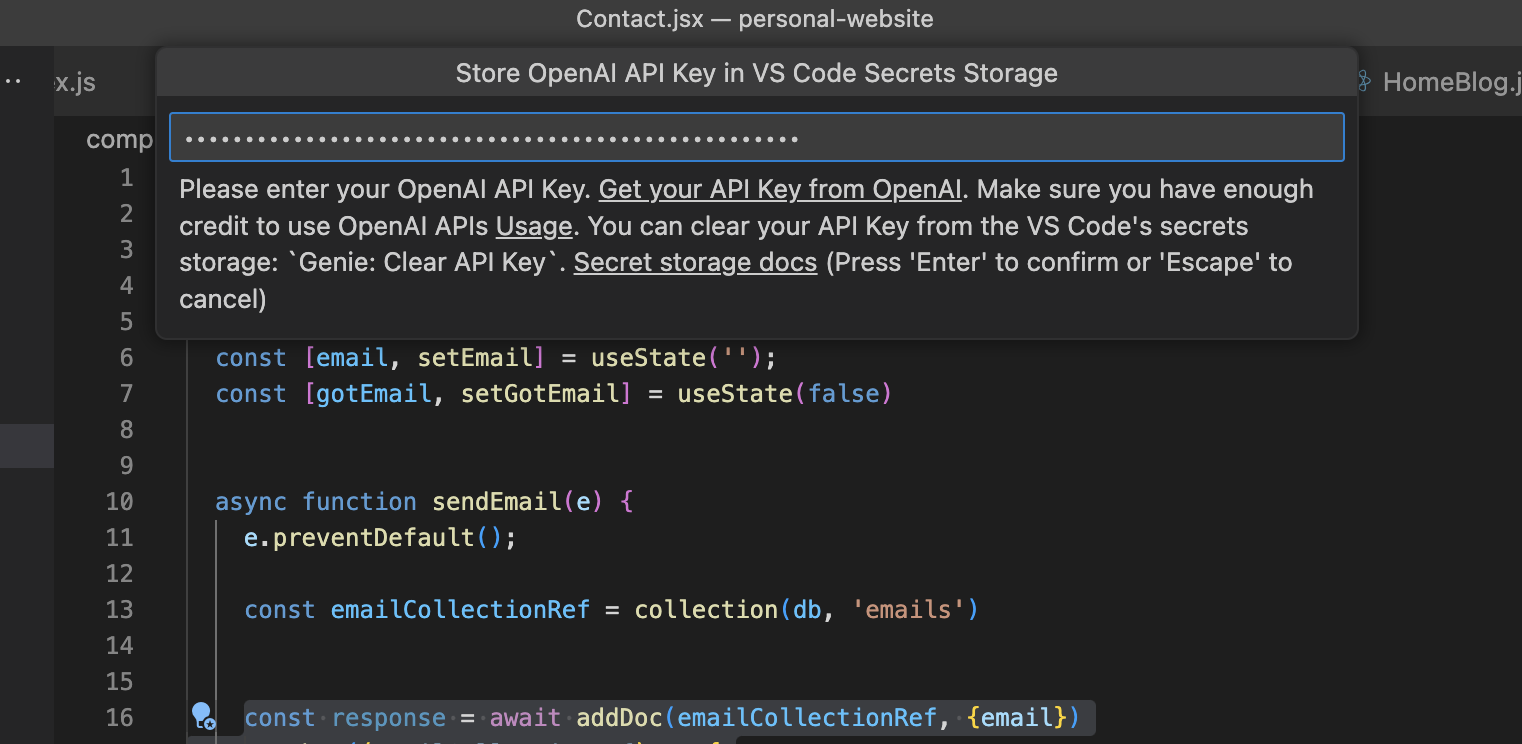 Contact.jsx — personal-website
x.js
HomeBlog.j
Store OpenAI API Key in VS Code Secrets Storage
•••••••••••••••••••••••••••••••••••••••••••••••••••
comp
Please enter your OpenAI API Key. Get your API Key from OpenAI. Make sure you have enough
credit to use OpenAI APIs Usage. You can clear your API Key from the VS Code's secrets
storage: `Genie: Clear API Key`. Secret storage docs (Press 'Enter' to confirm or 'Escape' to
cancel)
1
2
3
4
5
6 const [email, setEmail] = useState('');
7 const [gotEmail, setGotEmail] = useState(false)
8
9
10 async function sendEmail(e) {
11 e.preventDefault();
12
13 const emailCollectionRef = collection(db, 'emails')
14
15
16 const response = await addDoc(emailCollectionRef, {email})